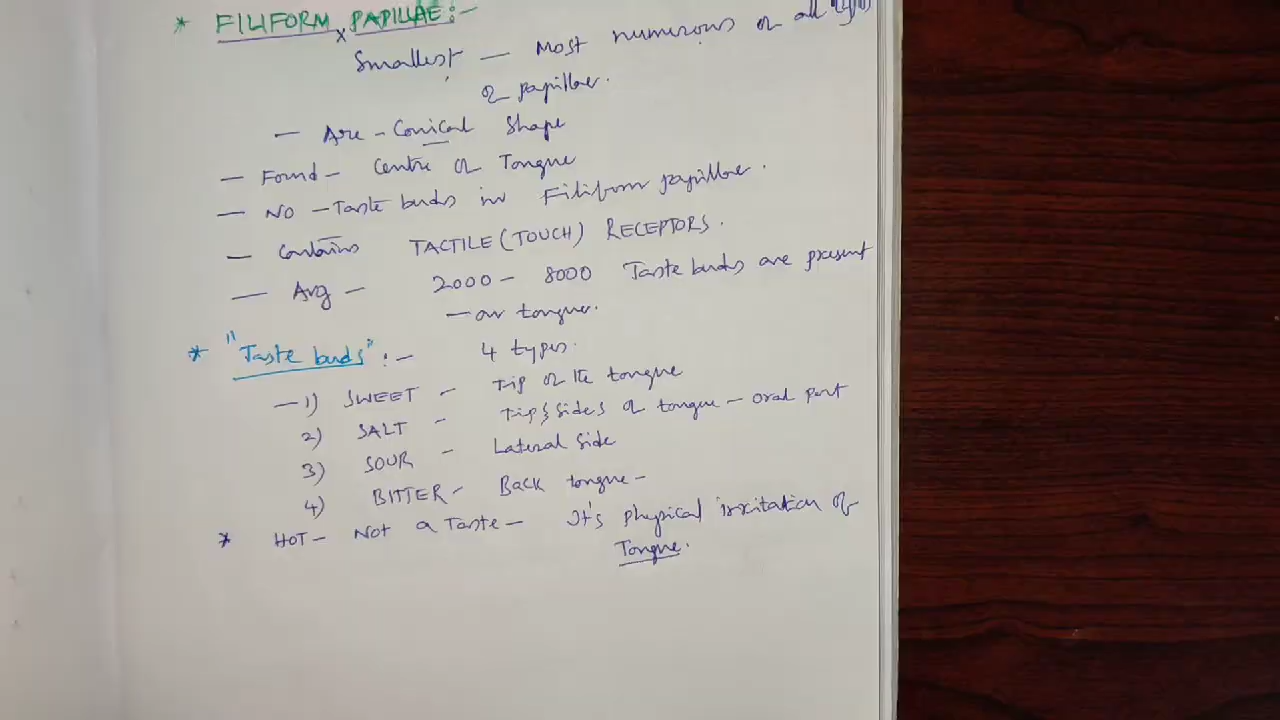 * FILIFORM PAPILLAE :-
Smallest — Most numerous of all
of papillae.
— Are - Conical Shape
— Found - Centre of Tongue
— NO - Taste buds in Filiform papillae.
— Contains TACTILE (TOUCH) RECEPTORS.
— Avg — 2000 - 8000 Taste buds are present
— on tongue.
* "Taste buds" :- 4 types.
— 1) SWEET - Tip of the tongue
2) SALT - Tip & Sides of tongue - oral part
3) SOUR - Lateral Side
4) BITTER - Back tongue -
* HOT - Not a Taste - It's physical irritation of
Tongue.